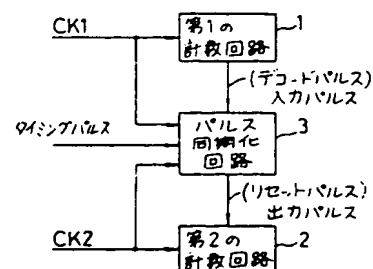 CK1
第1の
計数回路
1
(デコードパルス)
入力パルス
タイミングパルス
パルス
同期化
回路
3
(リセットパルス)
出力パルス
CK2
第2の
計数回路
2